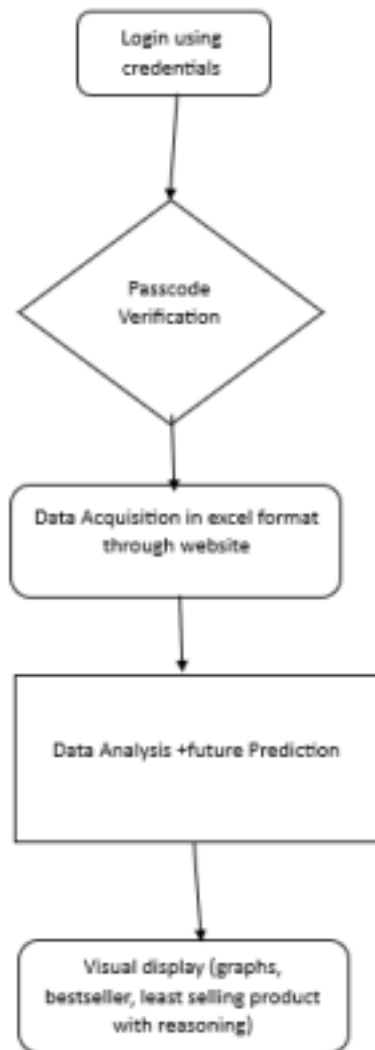 Login using
credentials
Passcode
Verification
Data Acquisition in excel format
through website
Data Analysis +future Prediction
Visual display (graphs,
bestseller, least selling product
with reasoning)